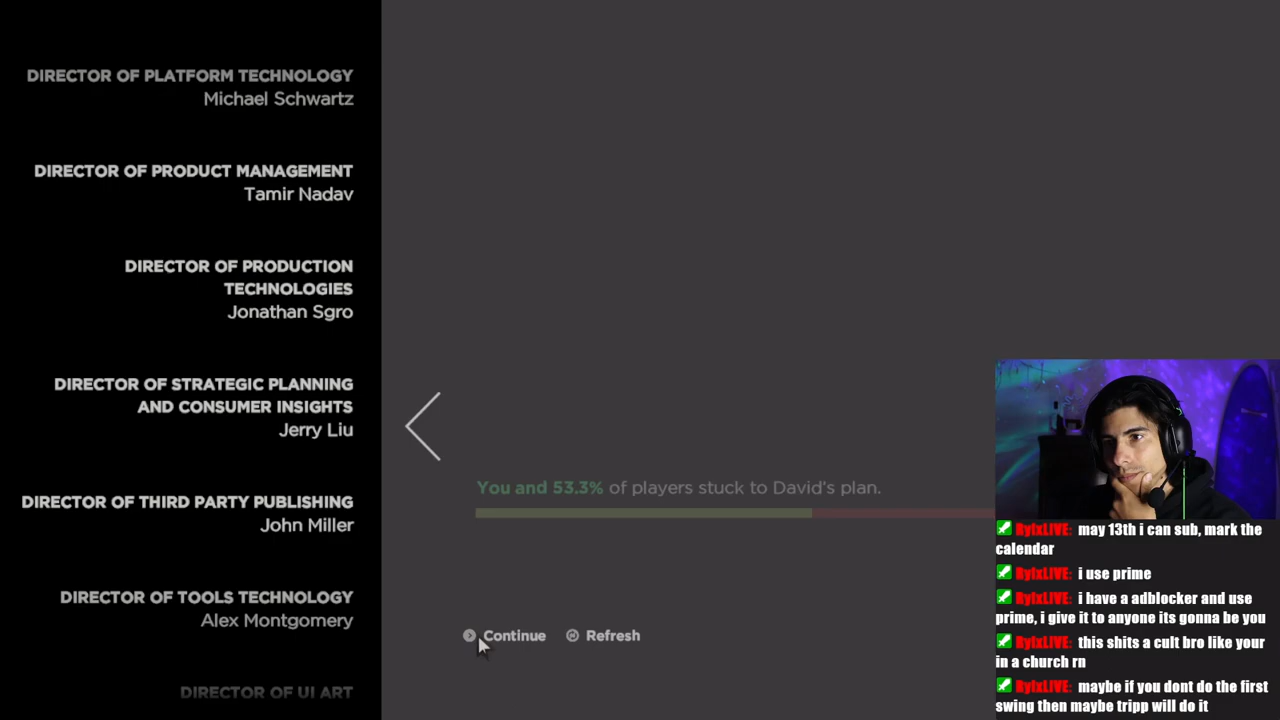 DIRECTOR OF PLATFORM TECHNOLOGY
Michael Schwartz
DIRECTOR OF PRODUCT MANAGEMENT
Tamir Nadav
DIRECTOR OF PRODUCTION
TECHNOLOGIES
Jonathan Sgro
DIRECTOR OF STRATEGIC PLANNING
AND CONSUMER INSIGHTS
Jerry Liu
DIRECTOR OF THIRD PARTY PUBLISHING
John Miller
DIRECTOR OF TOOLS TECHNOLOGY
Alex Montgomery
DIRECTOR OF UI ART
You and 53.3% of players stuck to David's plan.
Continue
Refresh
RylxLIVE: may 13th i can sub, mark the
calendar
RylxLIVE: i use prime
RylxLIVE: i have a adblocker and use
prime, i give it to anyone its gonna be you
RylxLIVE: this shits a cult bro like your
in a church rn
RylxLIVE: maybe if you dont do the first
swing then maybe tripp will do it